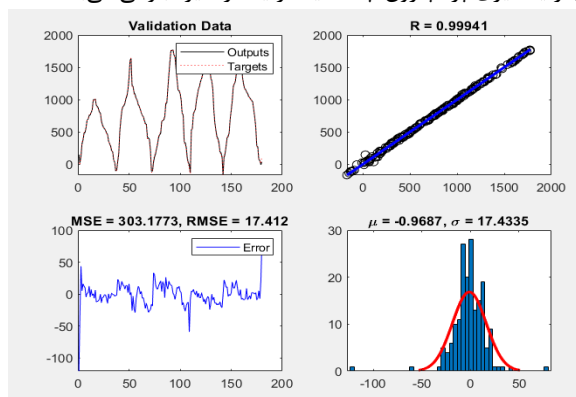 Validation Data
2000
1500
1000
500
0
0 50 100 150 200
Outputs
Targets
R = 0.99941
2000
1500
1000
500
0
0 500 1000 1500
MSE = 303.1773, RMSE = 17.412
100
50
0
-50
-100
0 50 100 150 200
Error
μ = -0.9687, σ = 17.4335
30
20
10
0
-100 -50 0 50